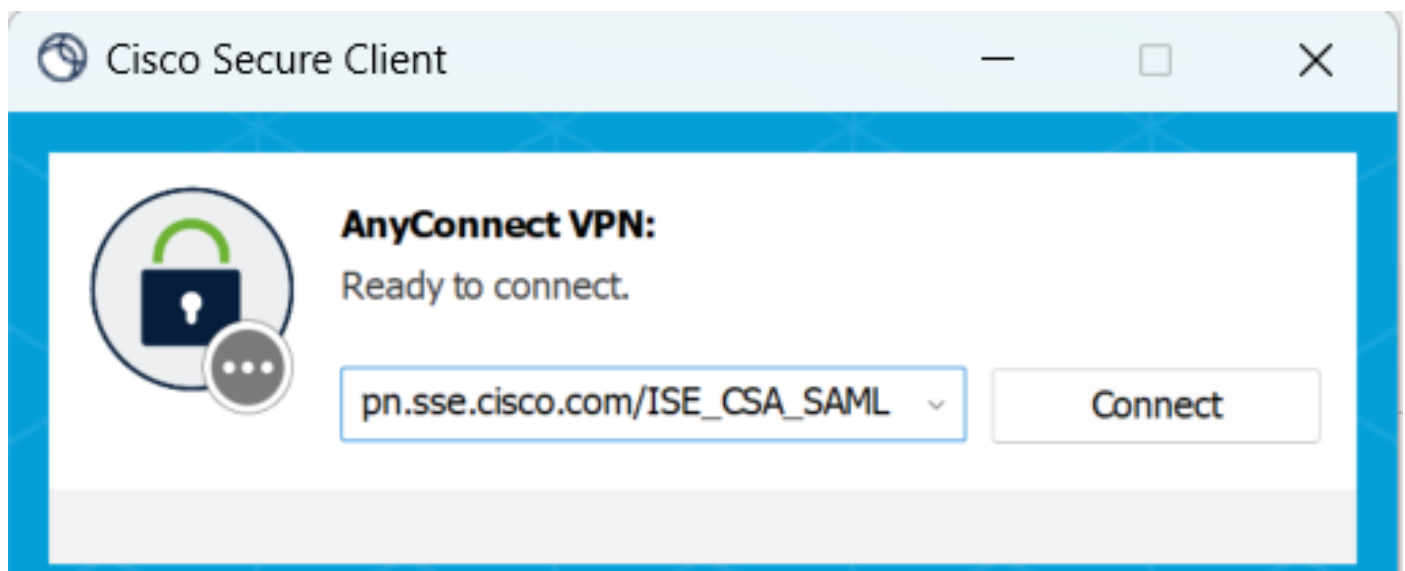 Cisco Secure Client
AnyConnect VPN:
Ready to connect.
pn.sse.cisco.com/ISE_CSA_SAML
Connect